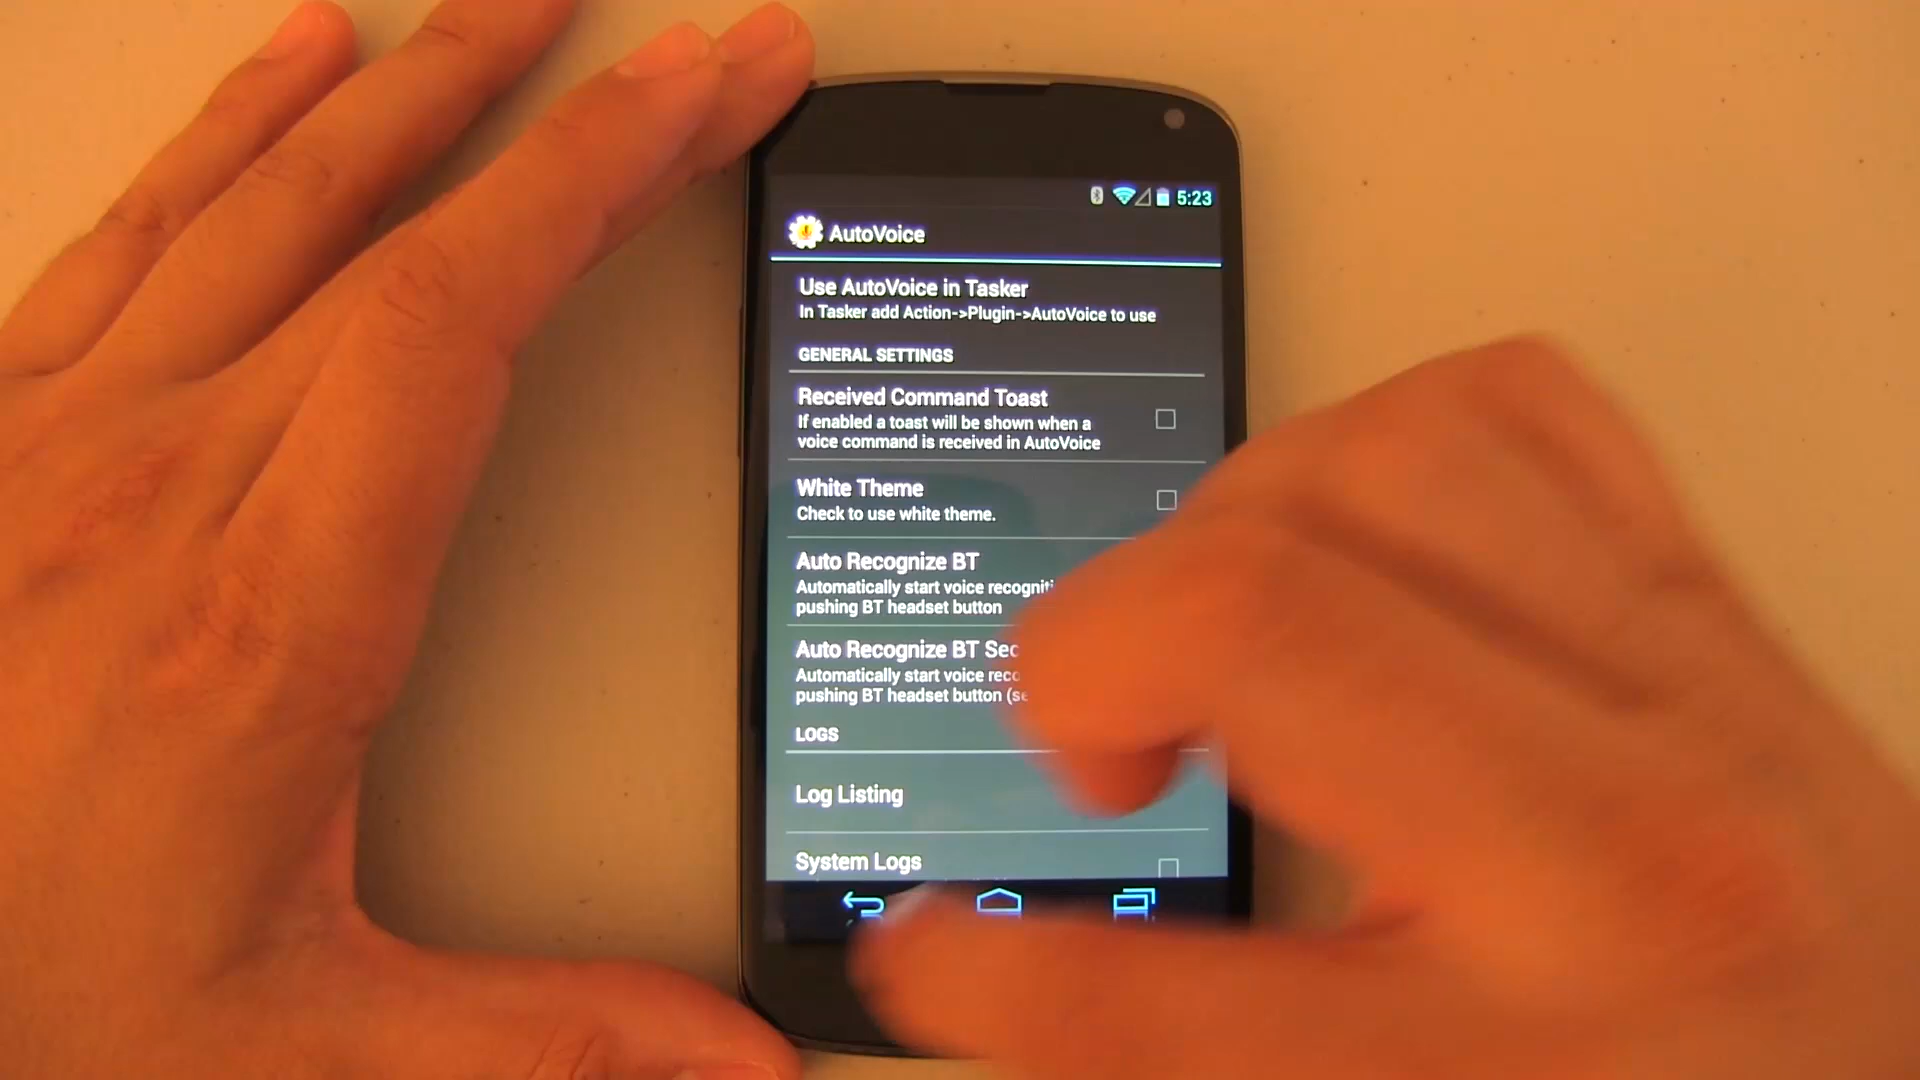 5:23
AutoVoice
Use AutoVoice in Tasker
In Tasker add Action->Plugin->AutoVoice to use
GENERAL SETTINGS
Received Command Toast
If enabled a toast will be shown when a
voice command is received in AutoVoice
White Theme
Check to use white theme.
Auto Recognize BT
Automatically start voice
pushing BT headset button
Auto Recognize BT
Automatically start voice
pushing BT headset button
LOGS
Log Listing
System Logs